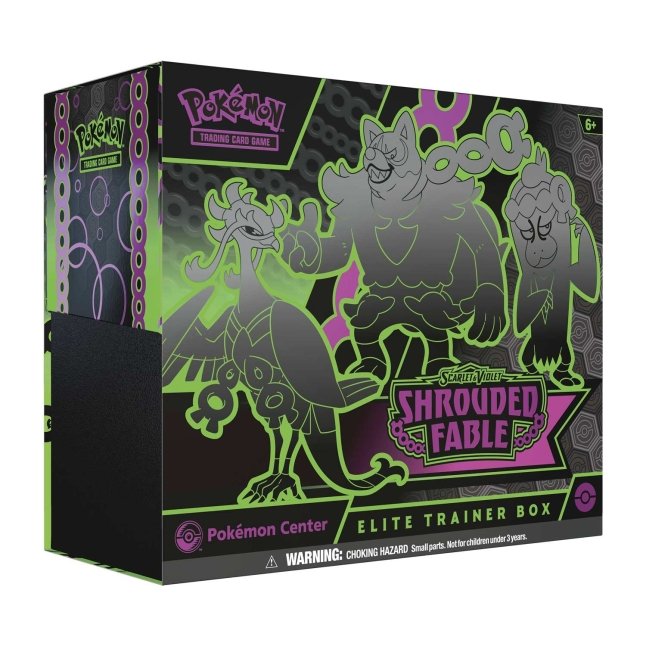 POKéMON
TRADING CARD GAME
POKéMON
TRADING CARD GAME
6+
SCARLET & VIOLET
SHROUDED
FABLE
Pokémon Center
ELITE TRAINER BOX
WARNING: CHOKING HAZARD Small parts. Not for children under 3 years.